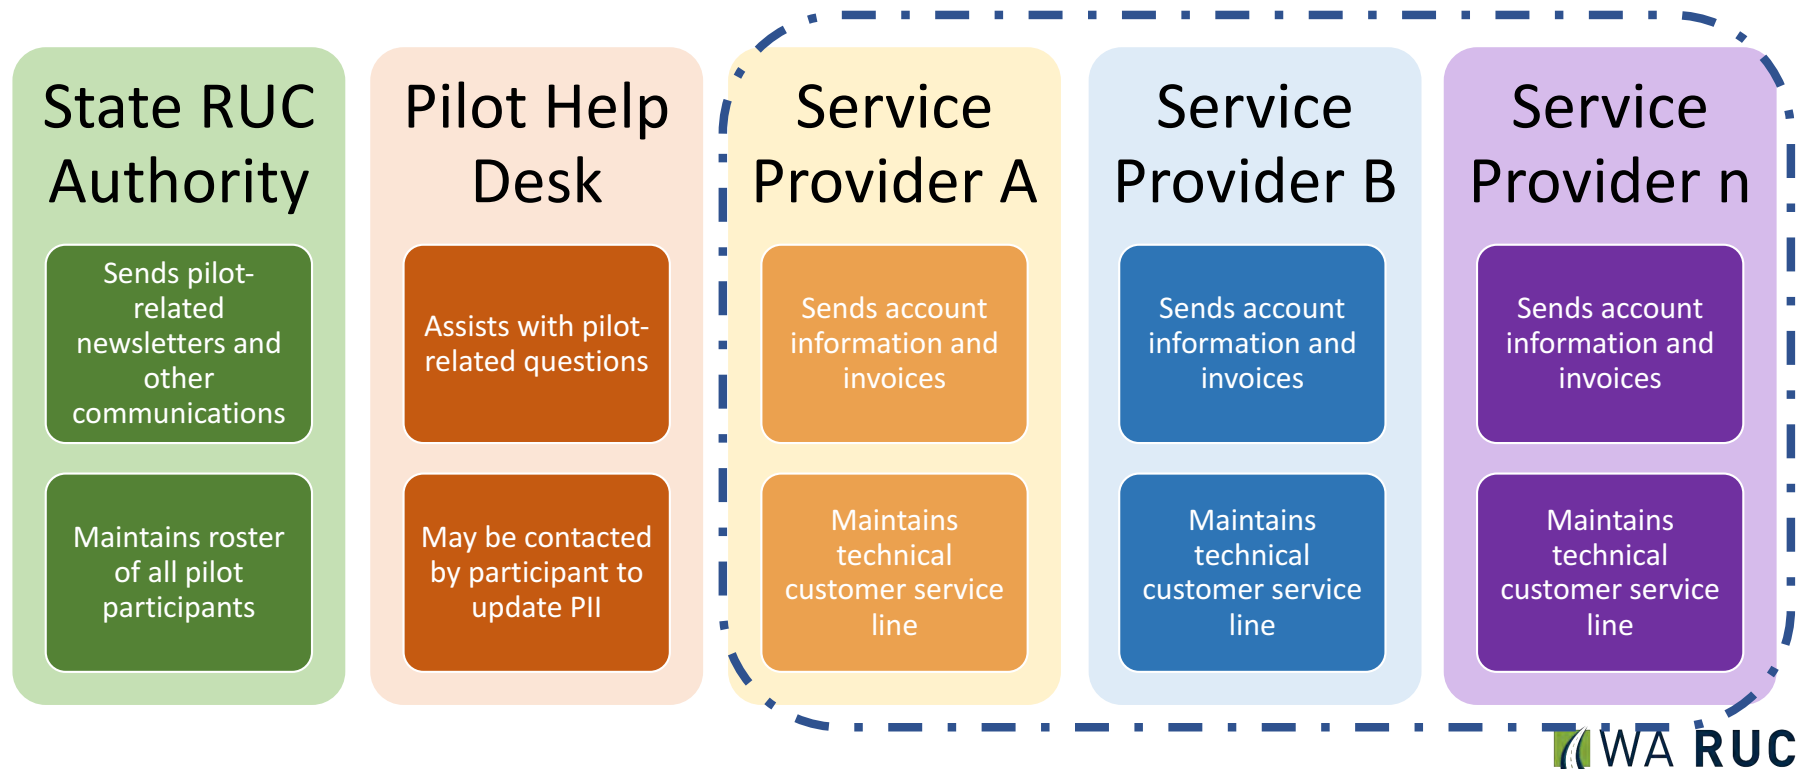 State RUC
Authority
Sends pilot-
related
newsletters and
other
communications
Maintains roster
of all pilot
participants
Pilot Help
Desk
Assists with pilot-
related questions
May be contacted
by participant to
update PII
Service
Provider A
Sends account
information and
invoices
Maintains
technical
customer service
line
Service
Provider B
Sends account
information and
invoices
Maintains
technical
customer service
line
Service
Provider n
Sends account
information and
invoices
Maintains
technical
customer service
line
WA RUC